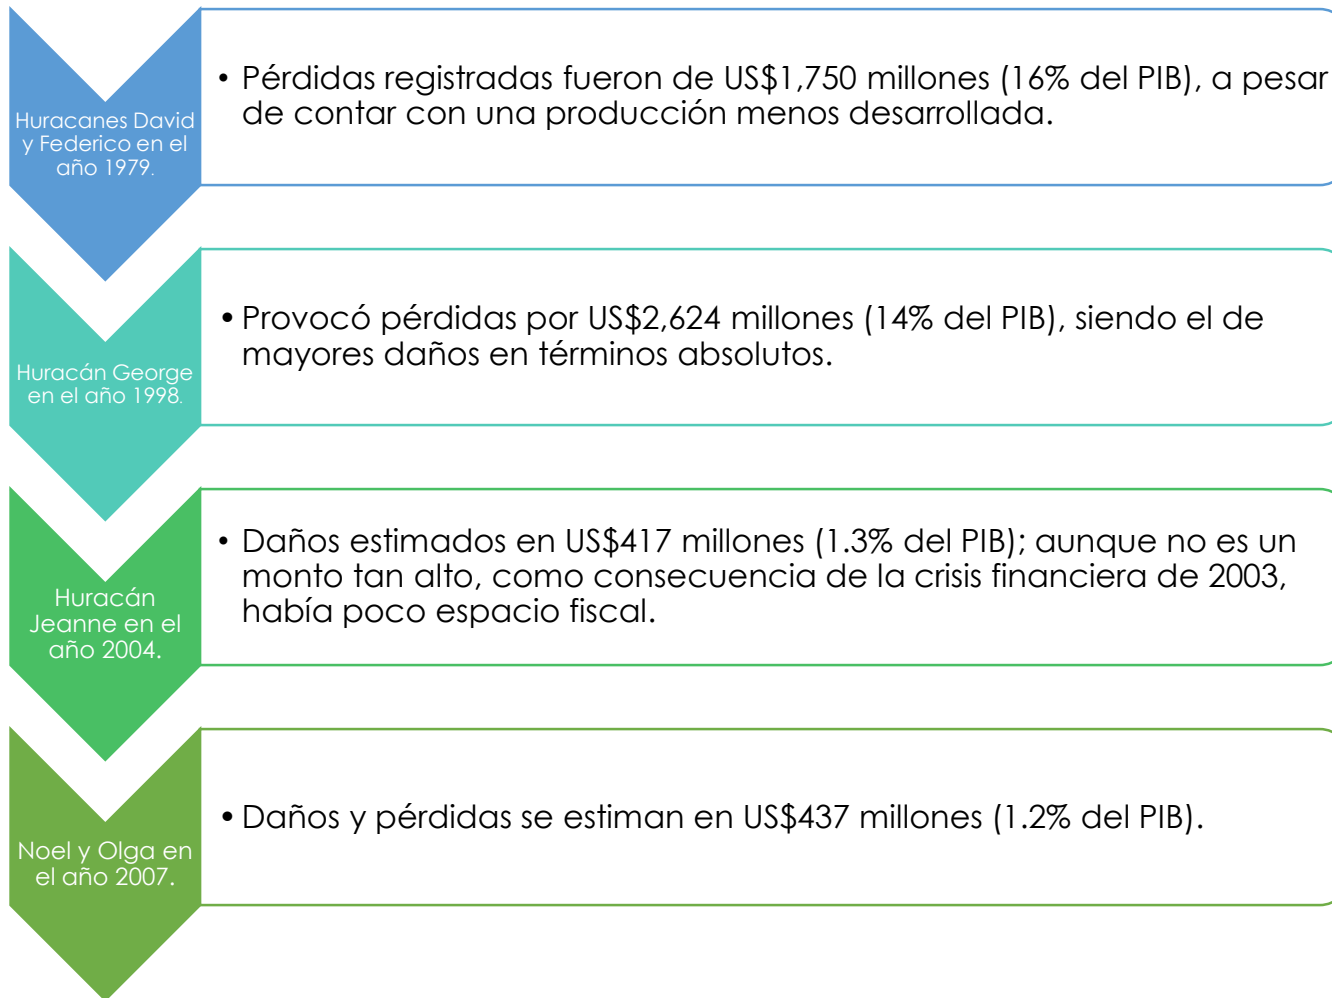 Huracanes David
y Federico en el
año 1979.
• Pérdidas registradas fueron de US$1,750 millones (16% del PIB), a pesar
de contar con una producción menos desarrollada.
Huracán George
en el año 1998.
• Provocó pérdidas por US$2,624 millones (14% del PIB), siendo el de
mayores daños en términos absolutos.
Huracán
Jeanne en el
año 2004.
• Daños estimados en US$417 millones (1.3% del PIB); aunque no es un
monto tan alto, como consecuencia de la crisis financiera de 2003,
había poco espacio fiscal.
Noel y Olga en
el año 2007.
• Daños y pérdidas se estiman en US$437 millones (1.2% del PIB).